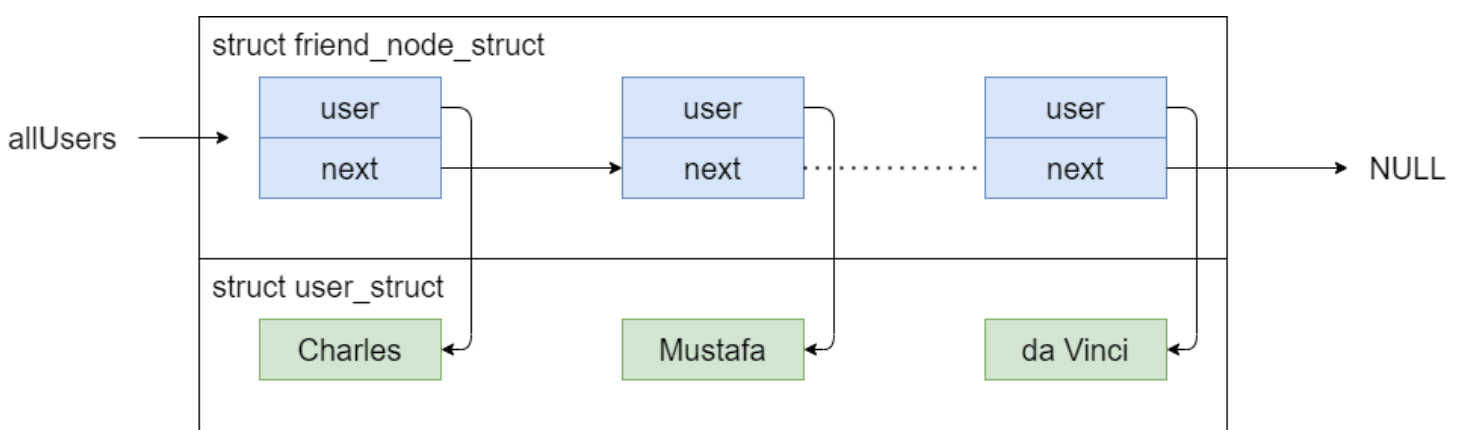 struct friend_node_struct
user
user
user
allUsers
next
next
next
NULL
struct user_struct
Charles
Mustafa
da Vinci